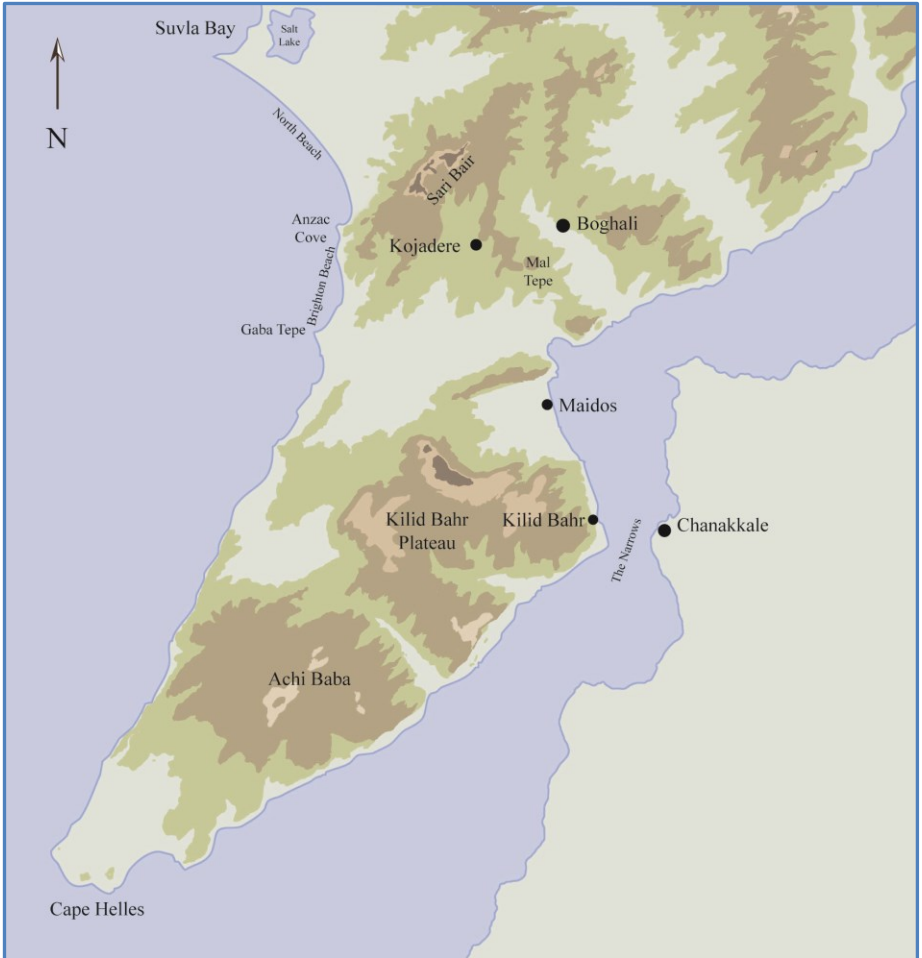 Suvla Bay
Salt
Lake
N
North Beach
Sari Bair
Anzac
Cove
Boghali
Kojadere
Mal
Tepe
Brighton Beach
Gaba Tepe
Maidos
Kilid Bahr
Plateau
Kilid Bahr
The Narrows
Chanakkale
Achi Baba
Cape Helles